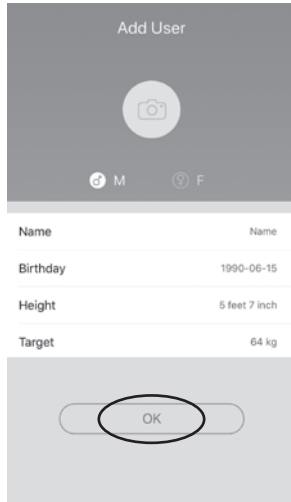 Add User
M F
Name Name
Birthday 1990-06-15
Height 5 feet 7 inch
Target 64 kg
OK